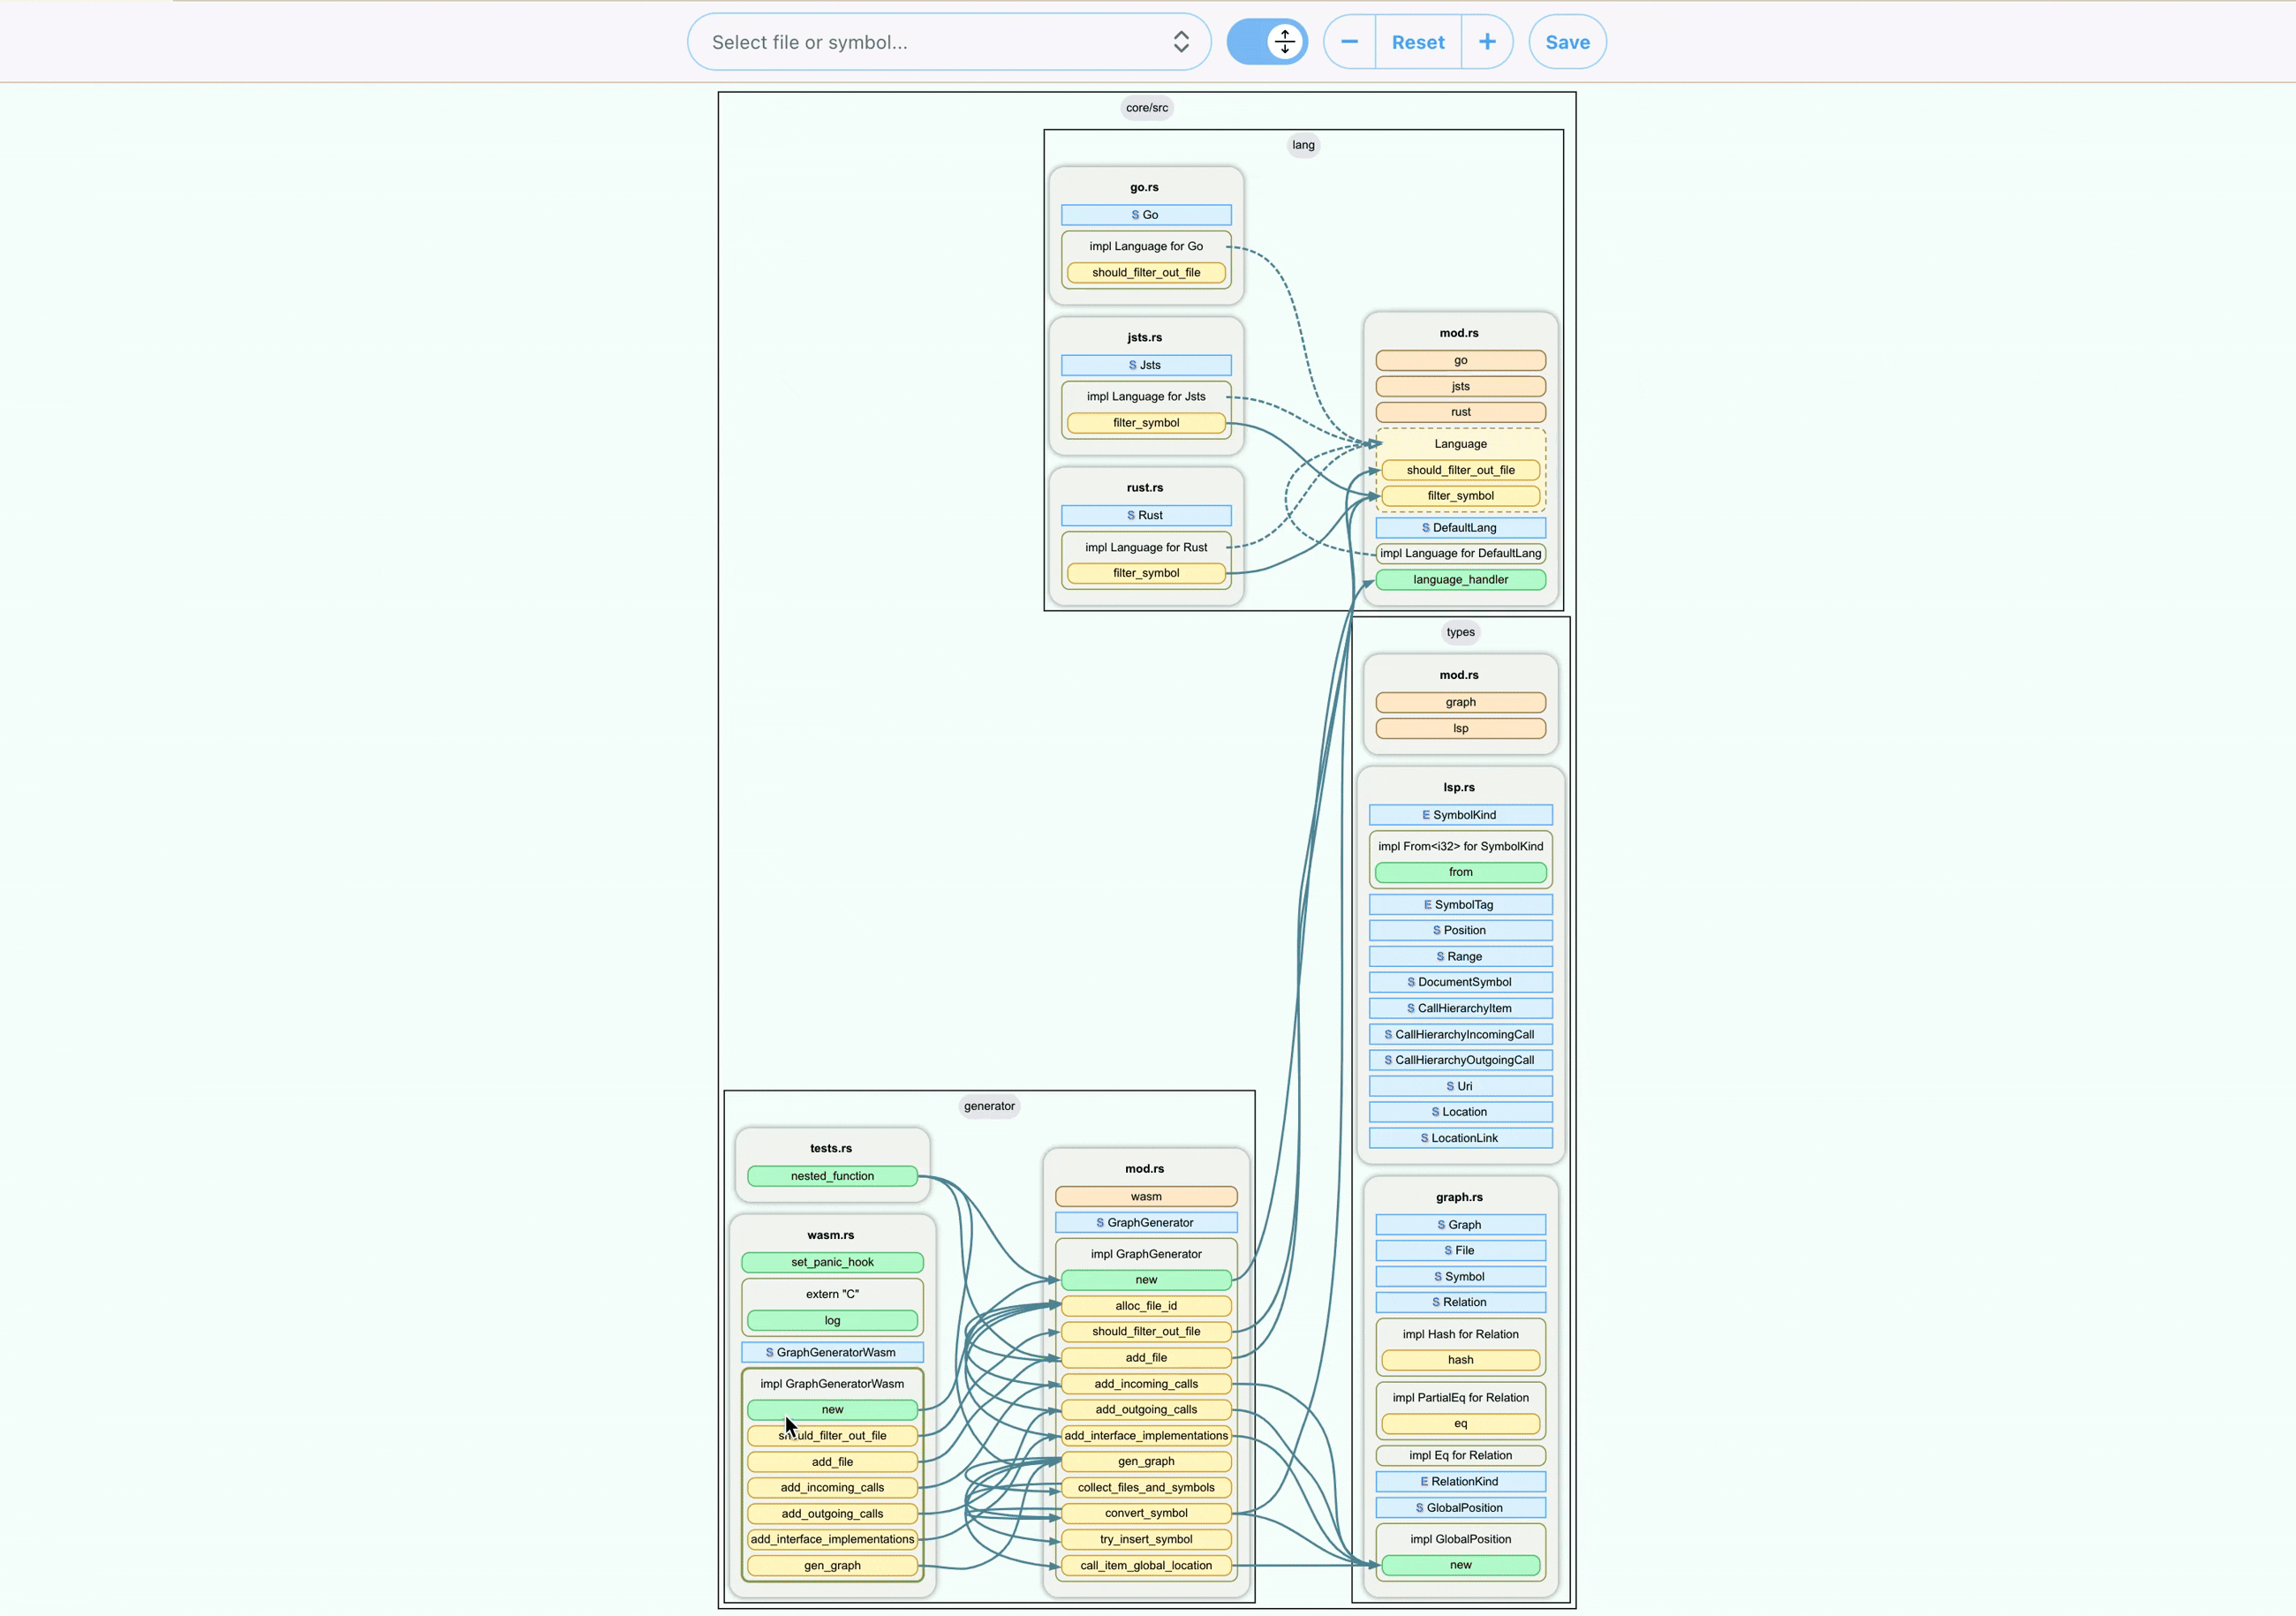 Select file or symbol...
Reset
Save
core/src
lang
go.rs
S Go
impl Language for Go
should_filter_out_file
jsts.rs
S Jsts
impl Language for Jsts
filter_symbol
rust.rs
S Rust
impl Language for Rust
filter_symbol
mod.rs
go
jsts
rust
Language
should_filter_out_file
filter_symbol
S DefaultLang
impl Language for DefaultLang
language_handler
types
mod.rs
graph
lsp
lsp.rs
E SymbolKind
impl From<i32> for SymbolKind
from
E SymbolTag
S Position
S Range
S DocumentSymbol
S CallHierarchyItem
S CallHierarchyIncomingCall
S CallHierarchyOutgoingCall
S Uri
S Location
S LocationLink
generator
tests.rs
nested_function
wasm.rs
set_panic_hook
extern "C"
log
S GraphGeneratorWasm
impl GraphGeneratorWasm
new
should_filter_out_file
add_file
add_incoming_calls
add_outgoing_calls
add_interface_implementations
gen_graph
mod.rs
wasm
S GraphGenerator
impl GraphGenerator
new
alloc_file_id
should_filter_out_file
add_file
add_incoming_calls
add_outgoing_calls
add_interface_implementations
gen_graph
collect_files_and_symbols
convert_symbol
try_insert_symbol
call_item_global_location
graph.rs
S Graph
S File
S Symbol
S Relation
impl Hash for Relation
hash
impl PartialEq for Relation
eq
impl Eq for Relation
E RelationKind
S GlobalPosition
impl GlobalPosition
new